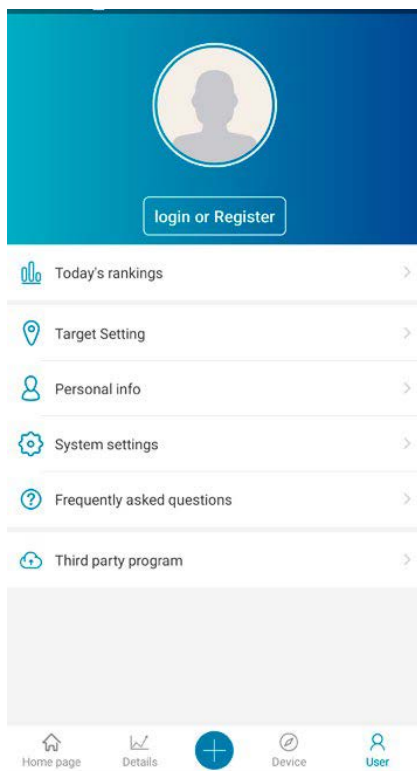 login or Register
Today's rankings
Target Setting
Personal info
System settings
Frequently asked questions
Third party program
Home page Details Device User